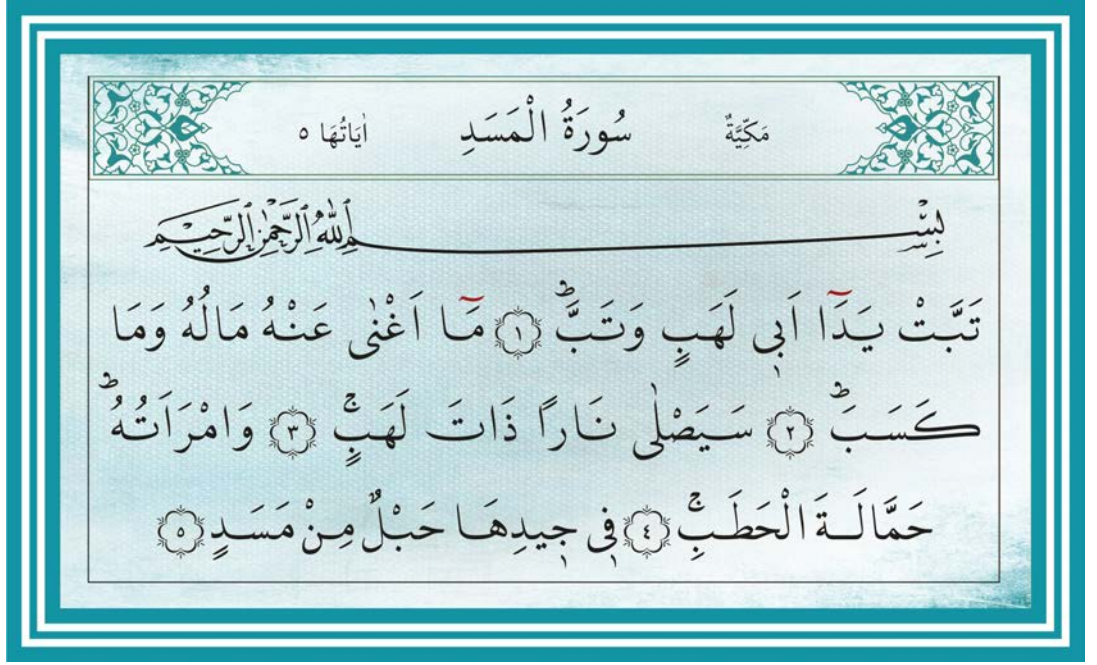 مَكِّيَّةٌ سُورَةُ الْمَسَدِ اٰيَاتُهَا ٥
بِسْمِ اللّٰهِ الرَّحْمٰنِ الرَّحِيمِ
تَبَّتْ يَدَٓا اَبٖي لَهَبٍ وَتَبَّؕ ﴿١﴾ مَٓا اَغْنٰى عَنْهُ مَالُهُ وَمَا
كَسَبَؕ ﴿٢﴾ سَيَصْلٰى نَارًا ذَاتَ لَهَبٍۚ ﴿٣﴾ وَامْرَاَتُهُؕ
حَمَّالَةَ الْحَطَبِۚ ﴿٤﴾ فٖي جٖيدِهَا حَبْلٌ مِنْ مَسَدٍ ﴿٥﴾